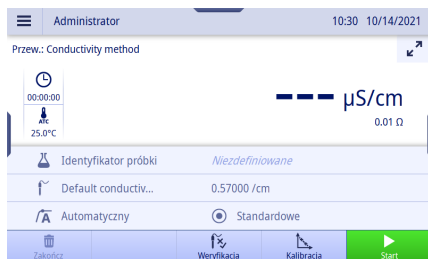 Administrator 10:30 10/14/2021
Przew.: Conductivity method
00:00:00
--- µS/cm
ATC
0.01 Ω
25.0°C
Identyfikator próbki Niezdefiniowane
Default conductiv... 0.57000 /cm
A Automatyczny Standardowe
Zakończ Weryfikacja Kalibracja Start